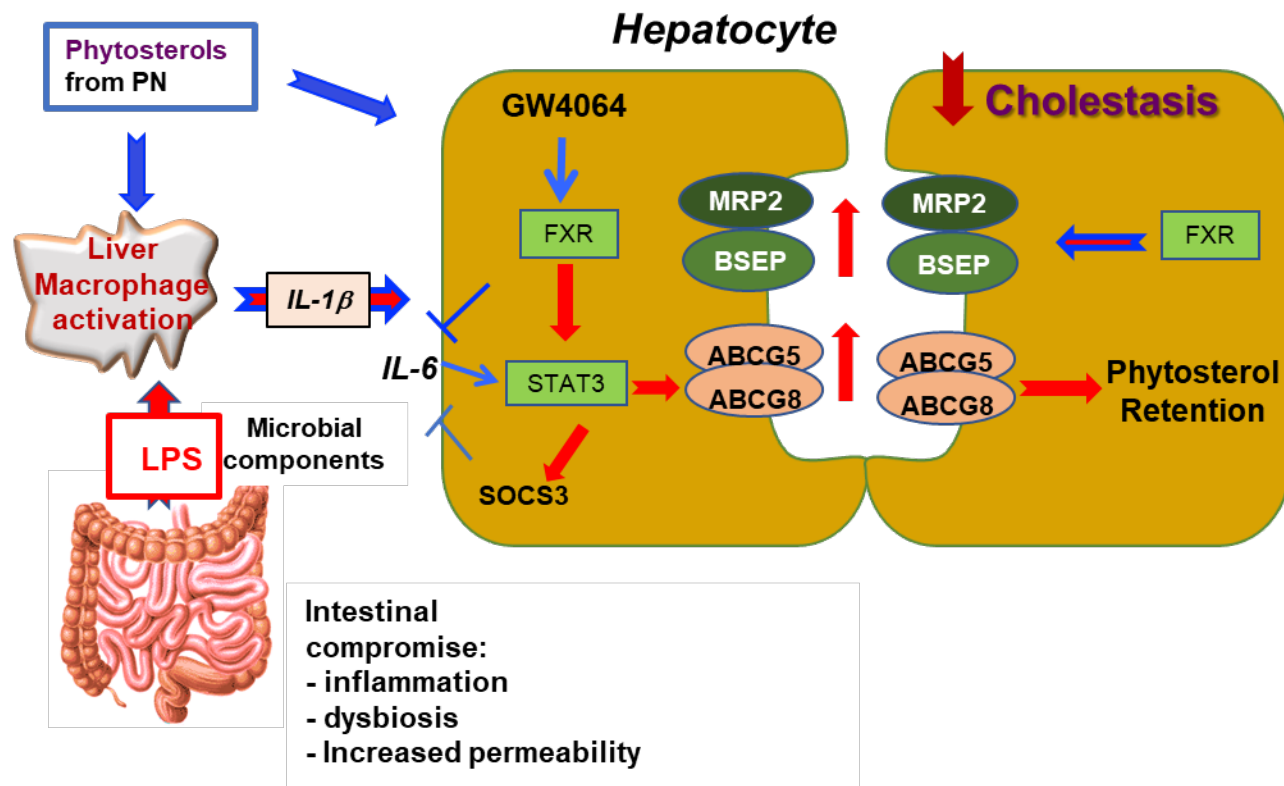 Phytosterols
from PN
Hepatocyte
Cholestasis
GW4064
FXR
MRP2
BSEP
MRP2
BSEP
FXR
Liver
Macrophage
activation
IL-1β
IL-6
STAT3
ABCG5
ABCG8
ABCG5
ABCG8
Phytosterol
Retention
SOCS3
LPS
Microbial
components
Intestinal
compromise:
- inflammation
- dysbiosis
- Increased permeability